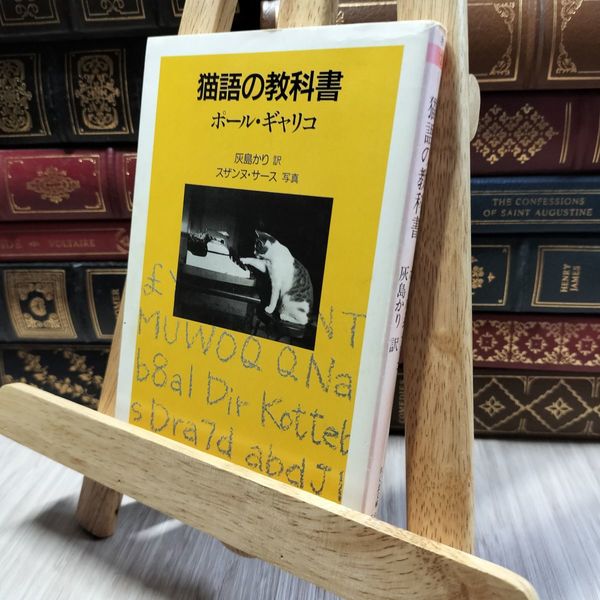 猫語の教科書
ポール・ギャリコ
灰島かり 訳
スザンヌ・サース 写真
MUWOQQNa
b8al Dir Kotteb
s Dra7d abdJ
猫語の教科書
灰島かり 訳
VOLTAIRE
THE CONFESSIONS
OF SAINT AUGUSTINE
HENRY
JAMES